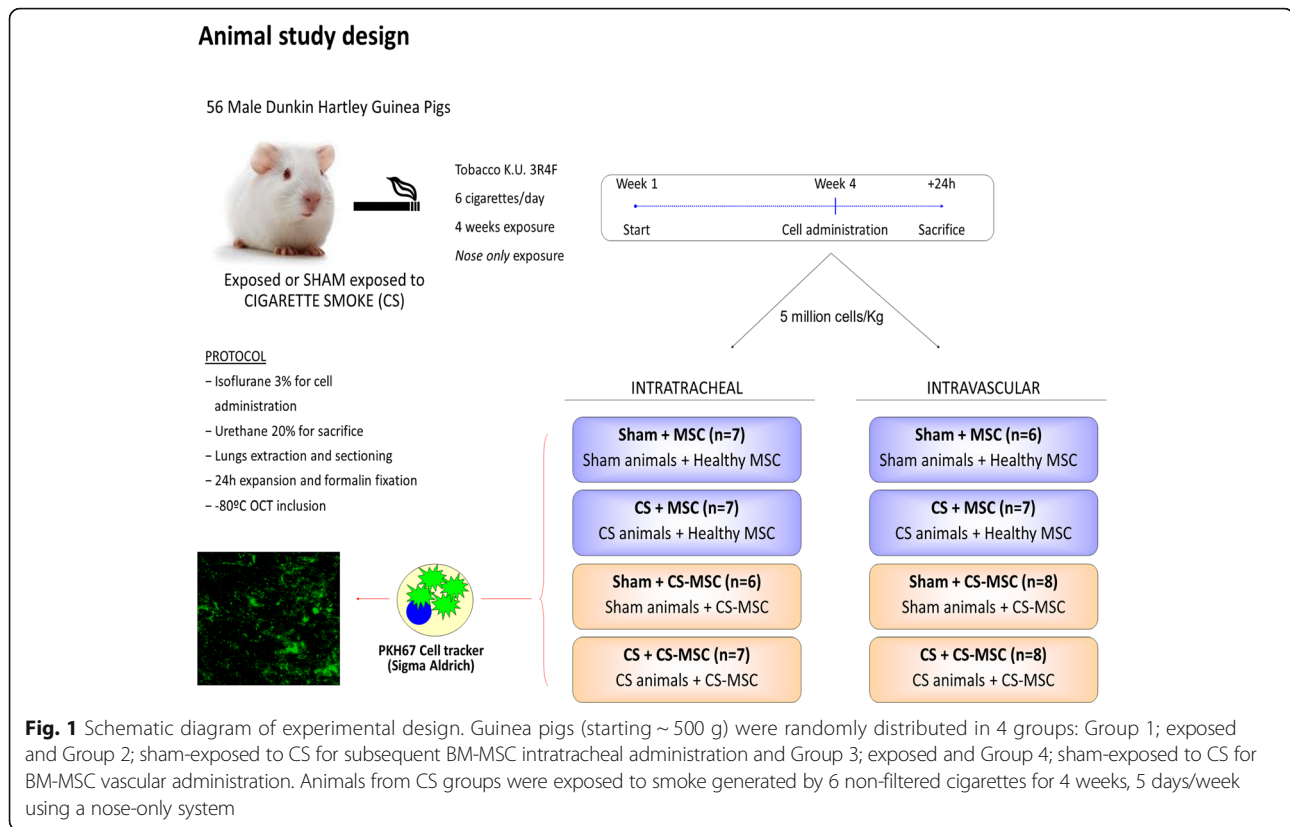 Animal study design
56 Male Dunkin Hartley Guinea Pigs
Exposed or SHAM exposed to
CIGARETTE SMOKE (CS)
Tobacco K.U. 3R4F
6 cigarettes/day
4 weeks exposure
Nose only exposure
Week 1 Week 4 +24h
Start Cell administration Sacrifice
5 million cells/Kg
PROTOCOL
– Isoflurane 3% for cell
administration
– Urethane 20% for sacrifice
– Lungs extraction and sectioning
– 24h expansion and formalin fixation
– -80ºC OCT inclusion
PKH67 Cell tracker
(Sigma Aldrich)
INTRATRACHEAL
Sham + MSC (n=7)
Sham animals + Healthy MSC
CS + MSC (n=7)
CS animals + Healthy MSC
Sham + CS-MSC (n=6)
Sham animals + CS-MSC
CS + CS-MSC (n=7)
CS animals + CS-MSC
INTRAVASCULAR
Sham + MSC (n=6)
Sham animals + Healthy MSC
CS + MSC (n=7)
CS animals + Healthy MSC
Sham + CS-MSC (n=8)
Sham animals + CS-MSC
CS + CS-MSC (n=8)
CS animals + CS-MSC
Fig. 1 Schematic diagram of experimental design. Guinea pigs (starting ~ 500 g) were randomly distributed in 4 groups: Group 1; exposed
and Group 2; sham-exposed to CS for subsequent BM-MSC intratracheal administration and Group 3; exposed and Group 4; sham-exposed to CS for
BM-MSC vascular administration. Animals from CS groups were exposed to smoke generated by 6 non-filtered cigarettes for 4 weeks, 5 days/week
using a nose-only system